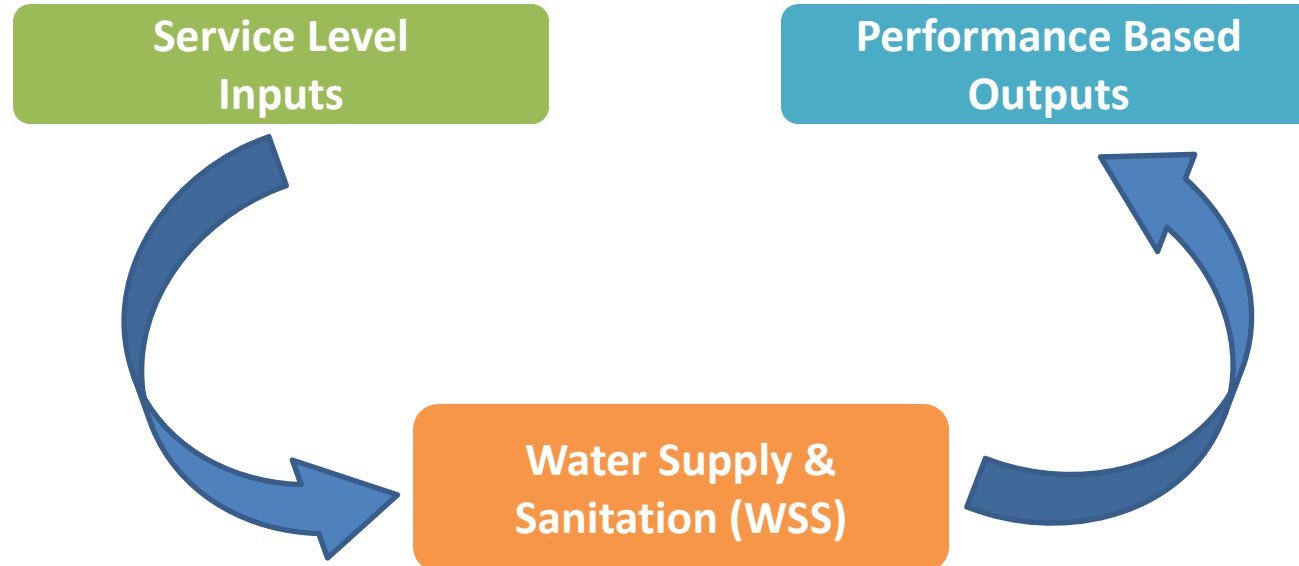 Service Level
Inputs
Performance Based
Outputs
Water Supply &
Sanitation (WSS)